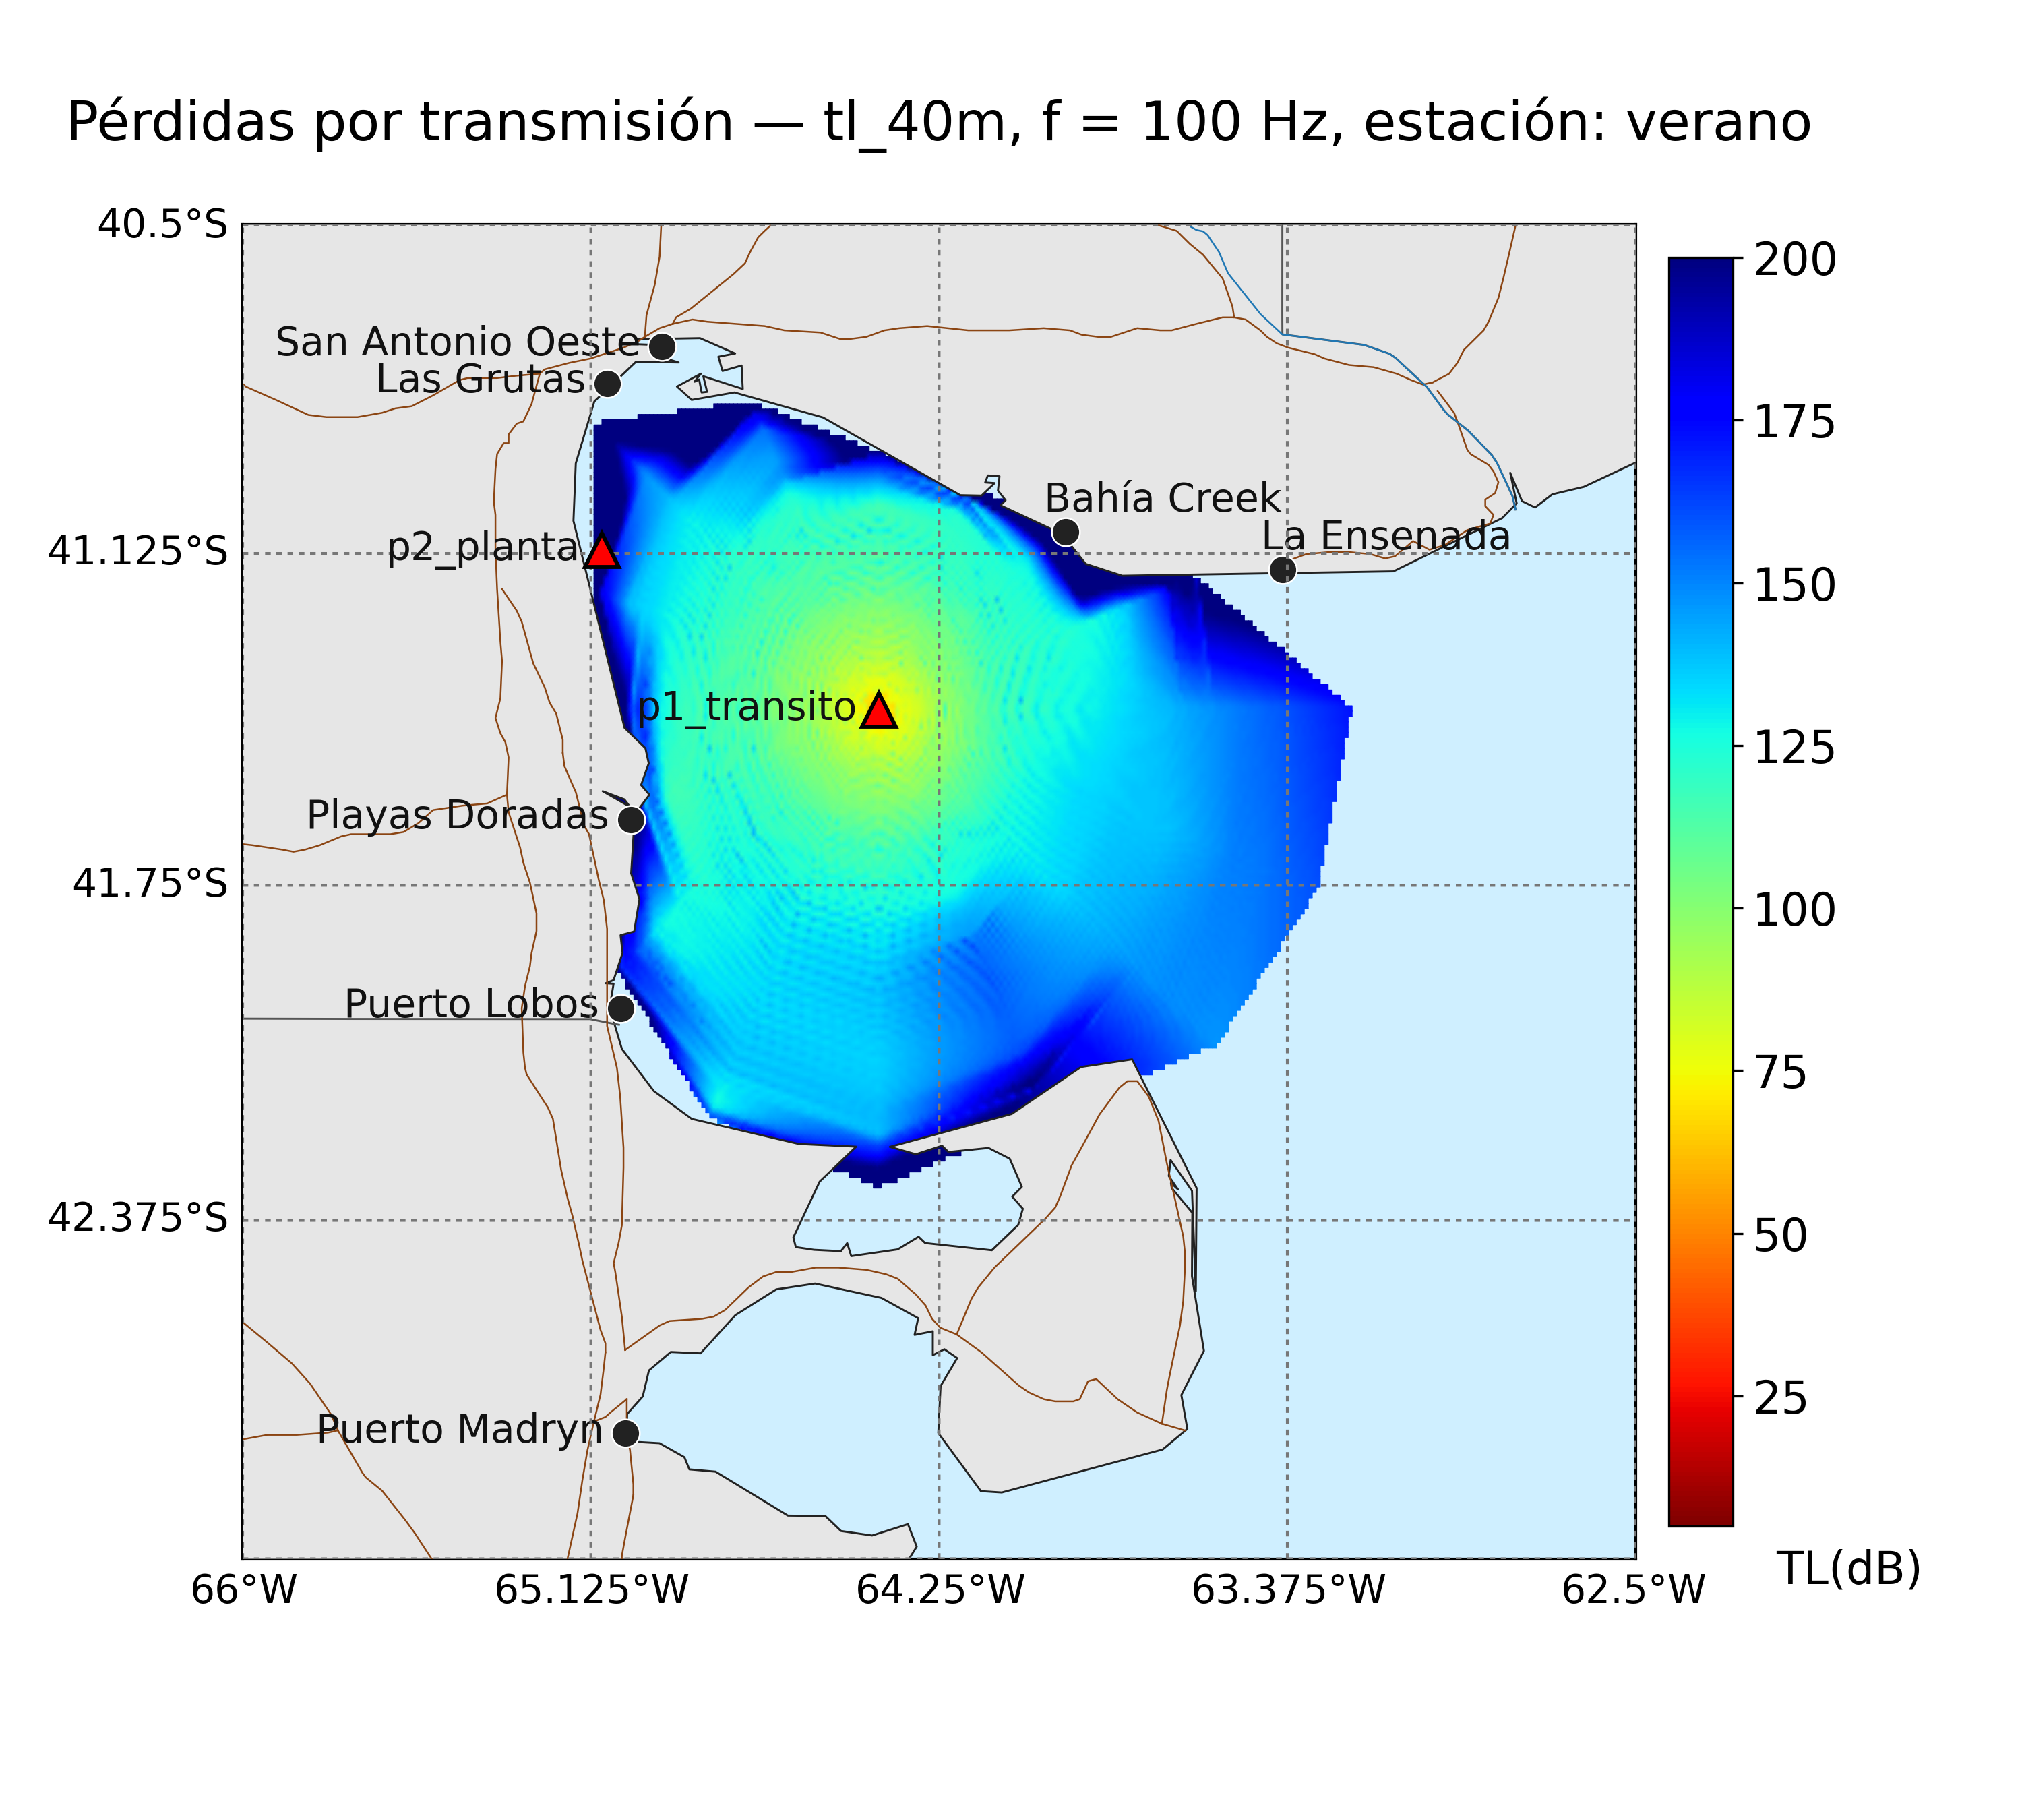 Pérdidas por transmisión — tl_40m, f = 100 Hz, estación: verano
40.5°S
200
San Antonio Oeste
Las Grutas
175
Bahía Creek
La Ensenada
p2_planta
41.125°S
150
p1_transito
125
Playas Doradas
41.75°S
100
Puerto Lobos
75
42.375°S
50
25
Puerto Madryn
TL(dB)
66°W 65.125°W 64.25°W 63.375°W 62.5°W